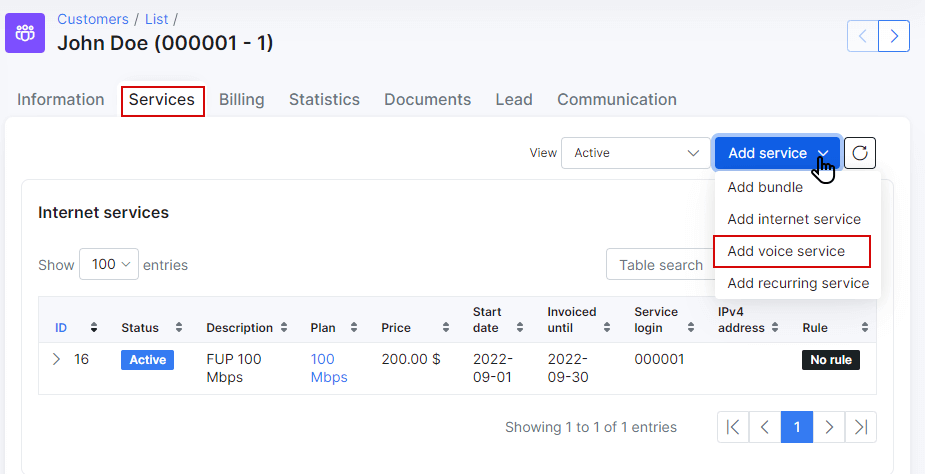 Customers / List /
John Doe (000001 - 1)
Information Services Billing Statistics Documents Lead Communication
View Active Add service
Add bundle
Add internet service
Add voice service
Add recurring service
Internet services
Show 100 entries Table search
ID Status Description Plan Price Start date Invoiced until Service login IPv4 address Rule
16 Active FUP 100 Mbps 100 Mbps 200.00 $ 2022-09-01 2022-09-30 000001 No rule
Showing 1 to 1 of 1 entries 1